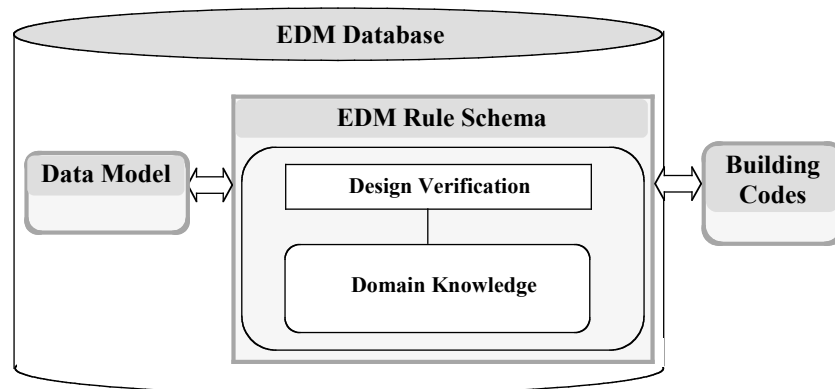 EDM Database
EDM Rule Schema
Data Model
Design Verification
Building
Codes
Domain Knowledge